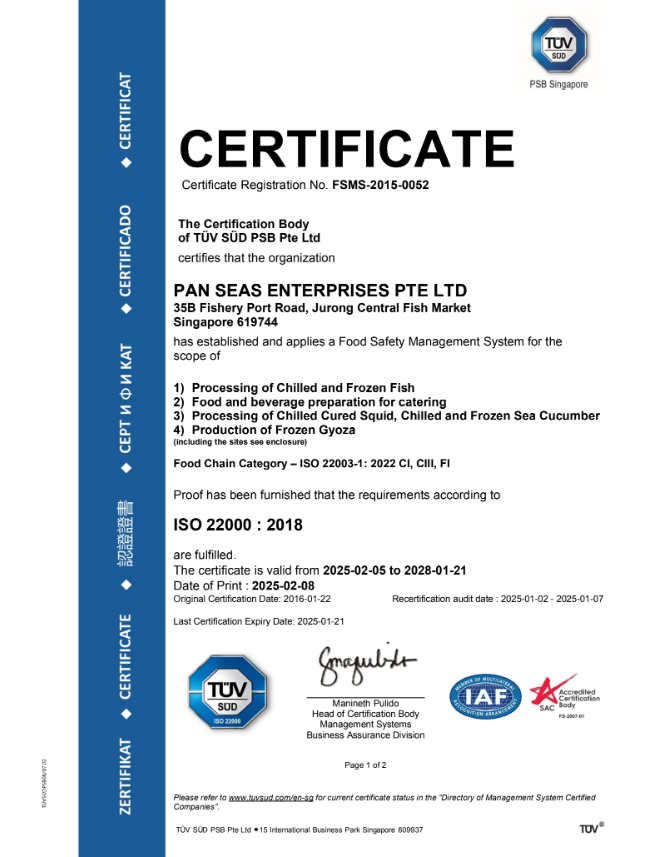 TÜV
SÜD
PSB Singapore
CERTIFICATE
Certificate Registration No. FSMS-2015-0052
The Certification Body
of TÜV SÜD PSB Pte Ltd
certifies that the organization
PAN SEAS ENTERPRISES PTE LTD
35B Fishery Port Road, Jurong Central Fish Market
Singapore 619744
has established and applies a Food Safety Management System for the
scope of
1) Processing of Chilled and Frozen Fish
2) Food and beverage preparation for catering
3) Processing of Chilled Cured Squid, Chilled and Frozen Sea Cucumber
4) Production of Frozen Gyoza
(including the sites see enclosure)
Food Chain Category – ISO 22003-1: 2022 CI, CIII, FI
Proof has been furnished that the requirements according to
ISO 22000 : 2018
are fulfilled.
The certificate is valid from 2025-02-05 to 2028-01-21
Date of Print : 2025-02-08
Original Certification Date: 2016-01-22 Recertification audit date : 2025-01-02 - 2025-01-07
Last Certification Expiry Date: 2025-01-21
TÜV
SÜD
ISO 22000
Manineth Pulido
Head of Certification Body
Management Systems
Business Assurance Division
MEMBER OF MULTILATERAL
IAF
RECOGNITION ARRANGEMENT
SAC
Accredited
Certification
Body
FS-2007-01
Page 1 of 2
Please refer to www.tuvsud.com/en-sg for current certificate status in the "Directory of Management System Certified
Companies".
TÜV SÜD PSB Pte Ltd ● 15 International Business Park Singapore 609937
TÜV®
ZERTIFIKAT ◆ CERTIFICATE ◆ 認證證書 ◆ СЕРТ И Ф И КАТ ◆ CERTIFICADO ◆ CERTIFICAT